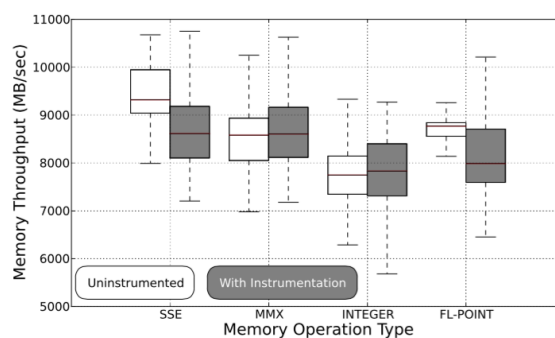 Memory Throughput (MB/sec)
11000
10000
9000
8000
7000
6000
5000
Uninstrumented
With Instrumentation
SSE
MMX
INTEGER
FL-POINT
Memory Operation Type